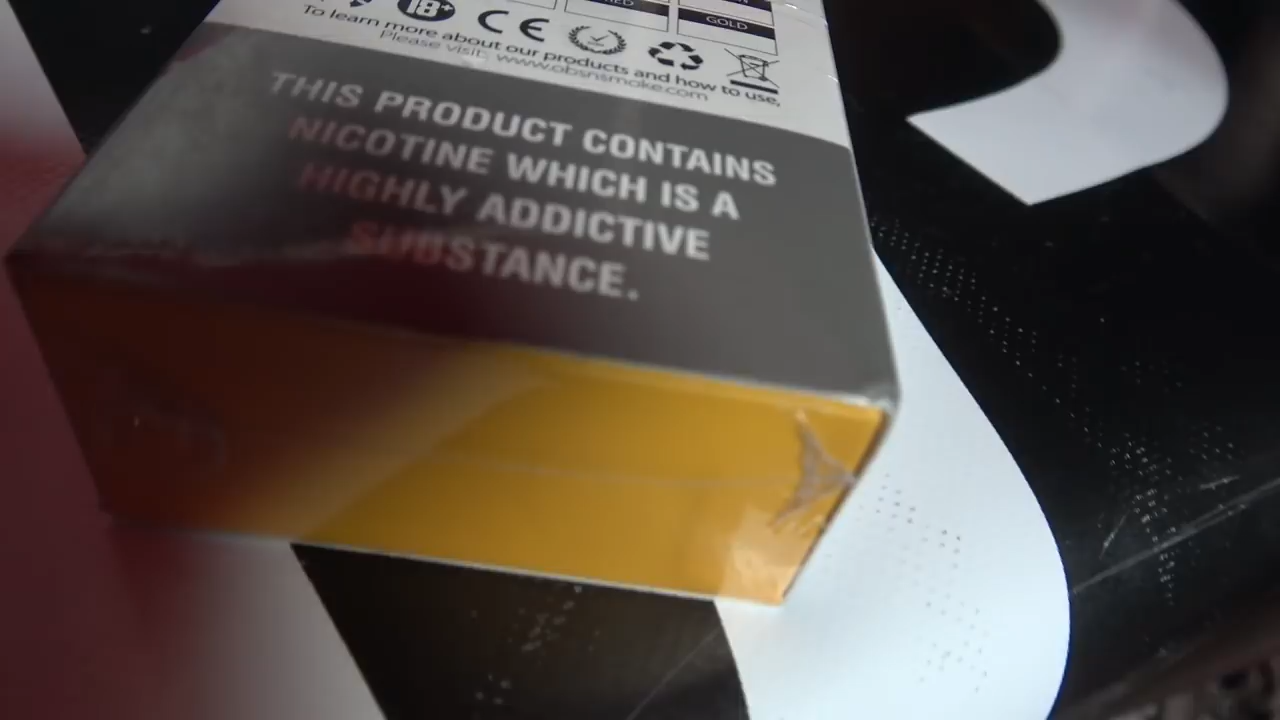 GOLD
18+
CE
To learn more about our products and how to use,
Please visit: www.obsnsmoke.com
THIS PRODUCT CONTAINS
NICOTINE WHICH IS A
HIGHLY ADDICTIVE
SUBSTANCE.